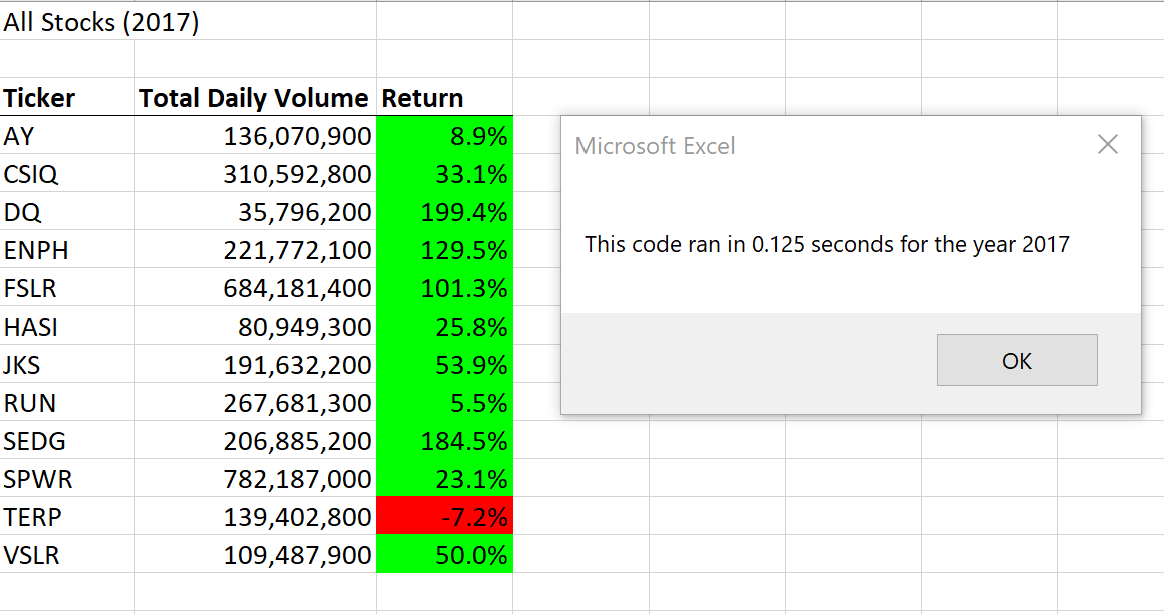 All Stocks (2017)
Ticker Total Daily Volume Return
AY 136,070,900 8.9%
CSIQ 310,592,800 33.1%
DQ 35,796,200 199.4%
ENPH 221,772,100 129.5%
FSLR 684,181,400 101.3%
HASI 80,949,300 25.8%
JKS 191,632,200 53.9%
RUN 267,681,300 5.5%
SEDG 206,885,200 184.5%
SPWR 782,187,000 23.1%
TERP 139,402,800 -7.2%
VSLR 109,487,900 50.0%
Microsoft Excel
This code ran in 0.125 seconds for the year 2017
OK